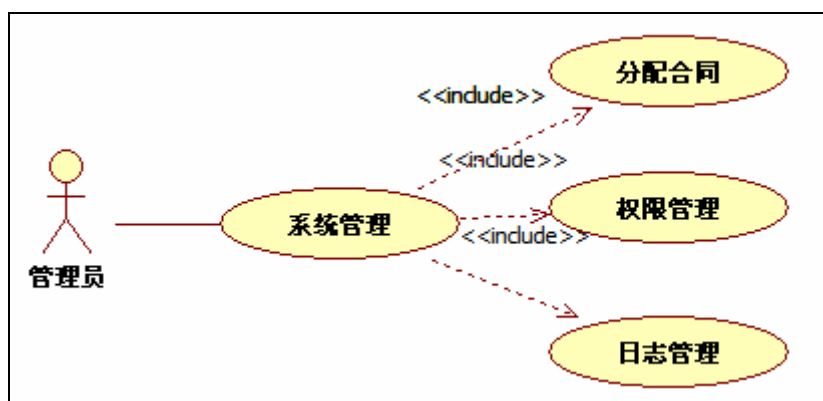 分配合同
<<include>>
<<include>>
权限管理
系统管理
<<include>>
管理员
日志管理